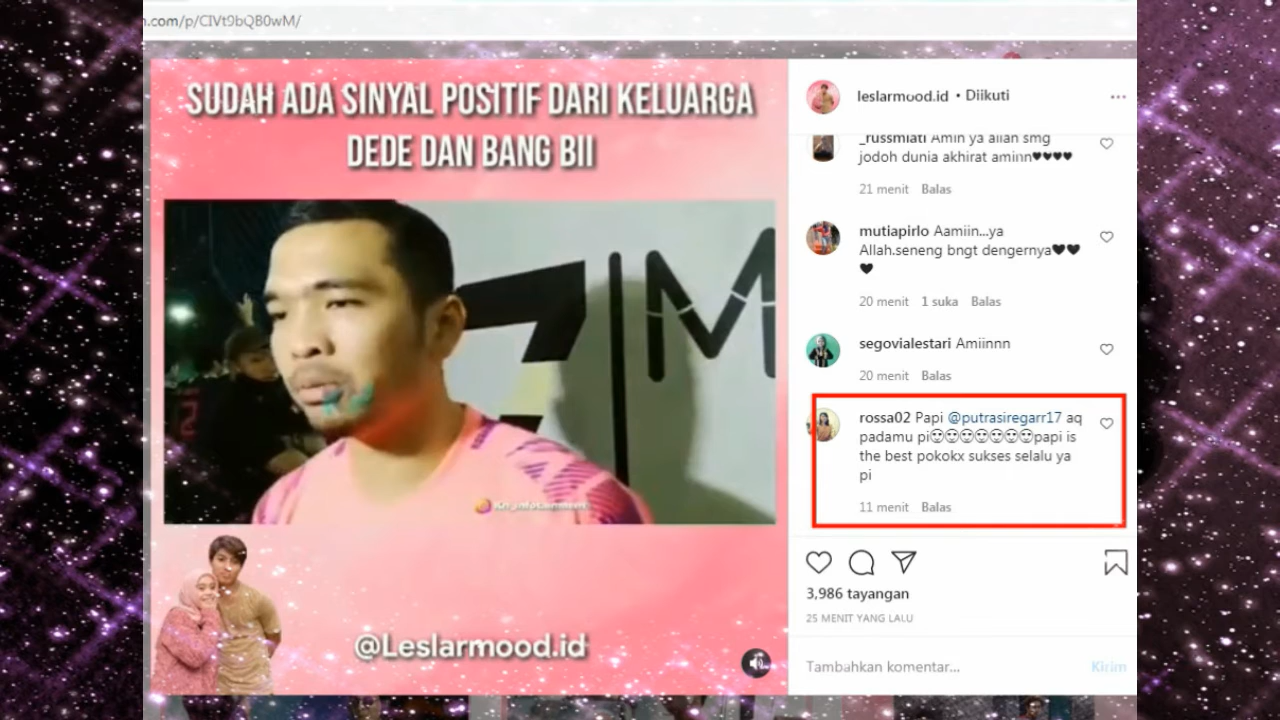 n.com/p/CIVt9bQB0wM/
SUDAH ADA SINYAL POSITIF DARI KELUARGA
DEDE DAN BANG BII
7 M
@Leslarmood.id
leslarmood.id • Diikuti
_russmiati Amin ya allah smg
jodoh dunia akhirat aminn♥♥♥♥
21 menit Balas
mutiapirlo Aamiin...ya
Allah.seneng bngt dengernya♥♥
♥
20 menit 1 suka Balas
segovialestari Amiinnn
20 menit Balas
rossa02 Papi @putrasiregarr17 aq
padamu pi😍😍😍😍😍😍😍papi is
the best pokokx sukses selalu ya
pi
11 menit Balas
3,986 tayangan
25 MENIT YANG LALU
Tambahkan komentar...
Kirim